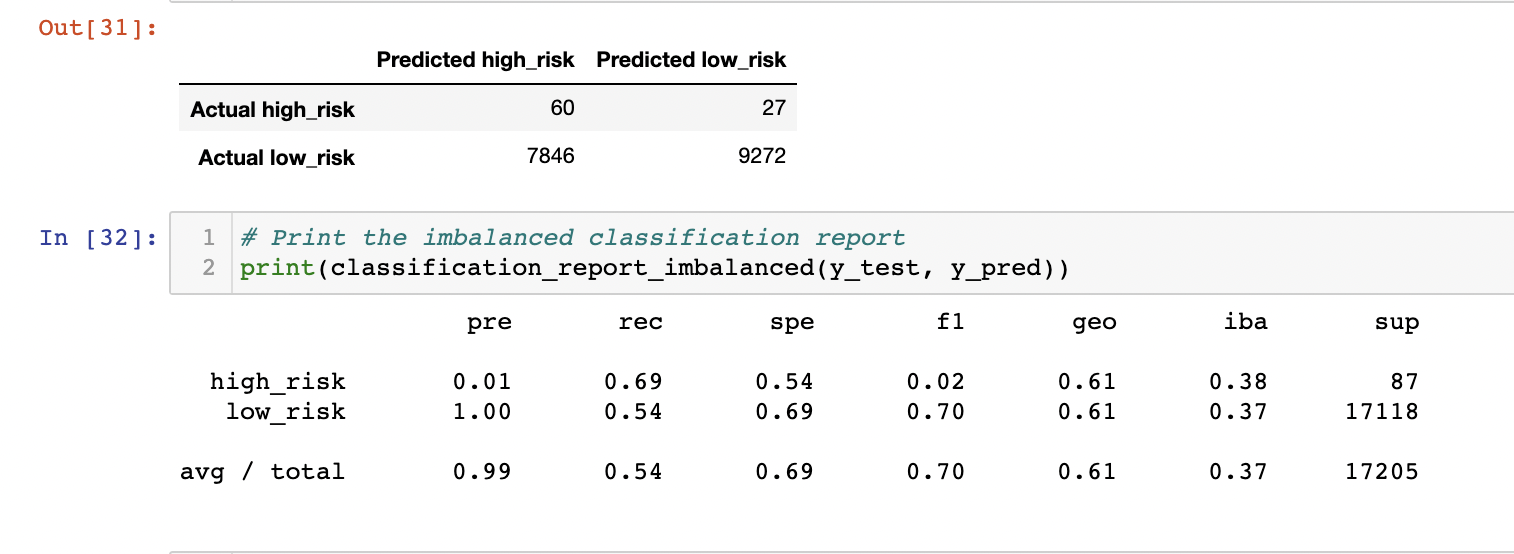 Out[31]:
Predicted high_risk Predicted low_risk
Actual high_risk 60 27
Actual low_risk 7846 9272
In [32]: 1 # Print the imbalanced classification report
2 print(classification_report_imbalanced(y_test, y_pred))
pre rec spe f1 geo iba sup
high_risk 0.01 0.69 0.54 0.02 0.61 0.38 87
low_risk 1.00 0.54 0.69 0.70 0.61 0.37 17118
avg / total 0.99 0.54 0.69 0.70 0.61 0.37 17205